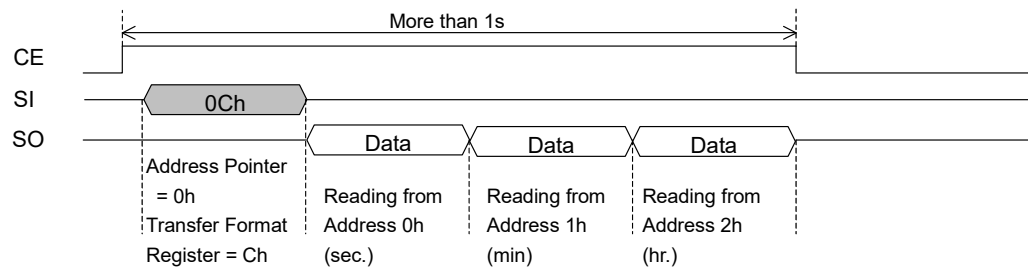 More than 1s
CE
SI
0Ch
SO
Data
Data
Data
Address Pointer
= 0h
Transfer Format
Register = Ch
Reading from
Address 0h
(sec.)
Reading from
Address 1h
(min)
Reading from
Address 2h
(hr.)